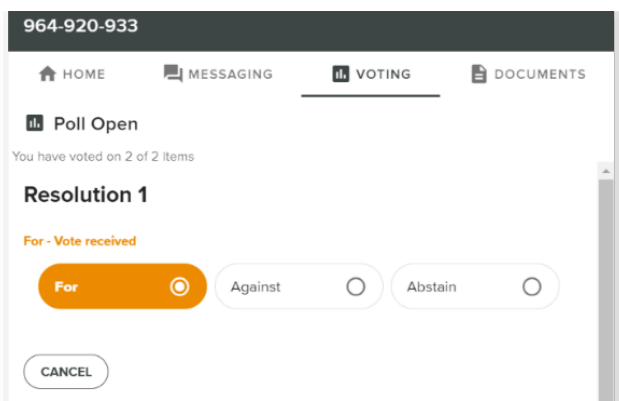 964-920-933
HOME MESSAGING VOTING DOCUMENTS
Poll Open
You have voted on 2 of 2 items
Resolution 1
For - Vote received
For Against Abstain
CANCEL